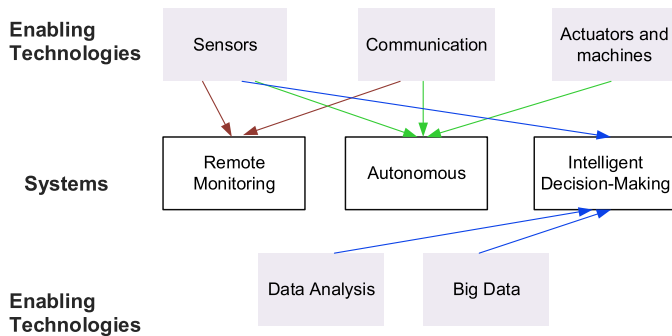 Enabling
Technologies
Sensors
Communication
Actuators and
machines
Systems
Remote
Monitoring
Autonomous
Intelligent
Decision-Making
Data Analysis
Big Data
Enabling
Technologies